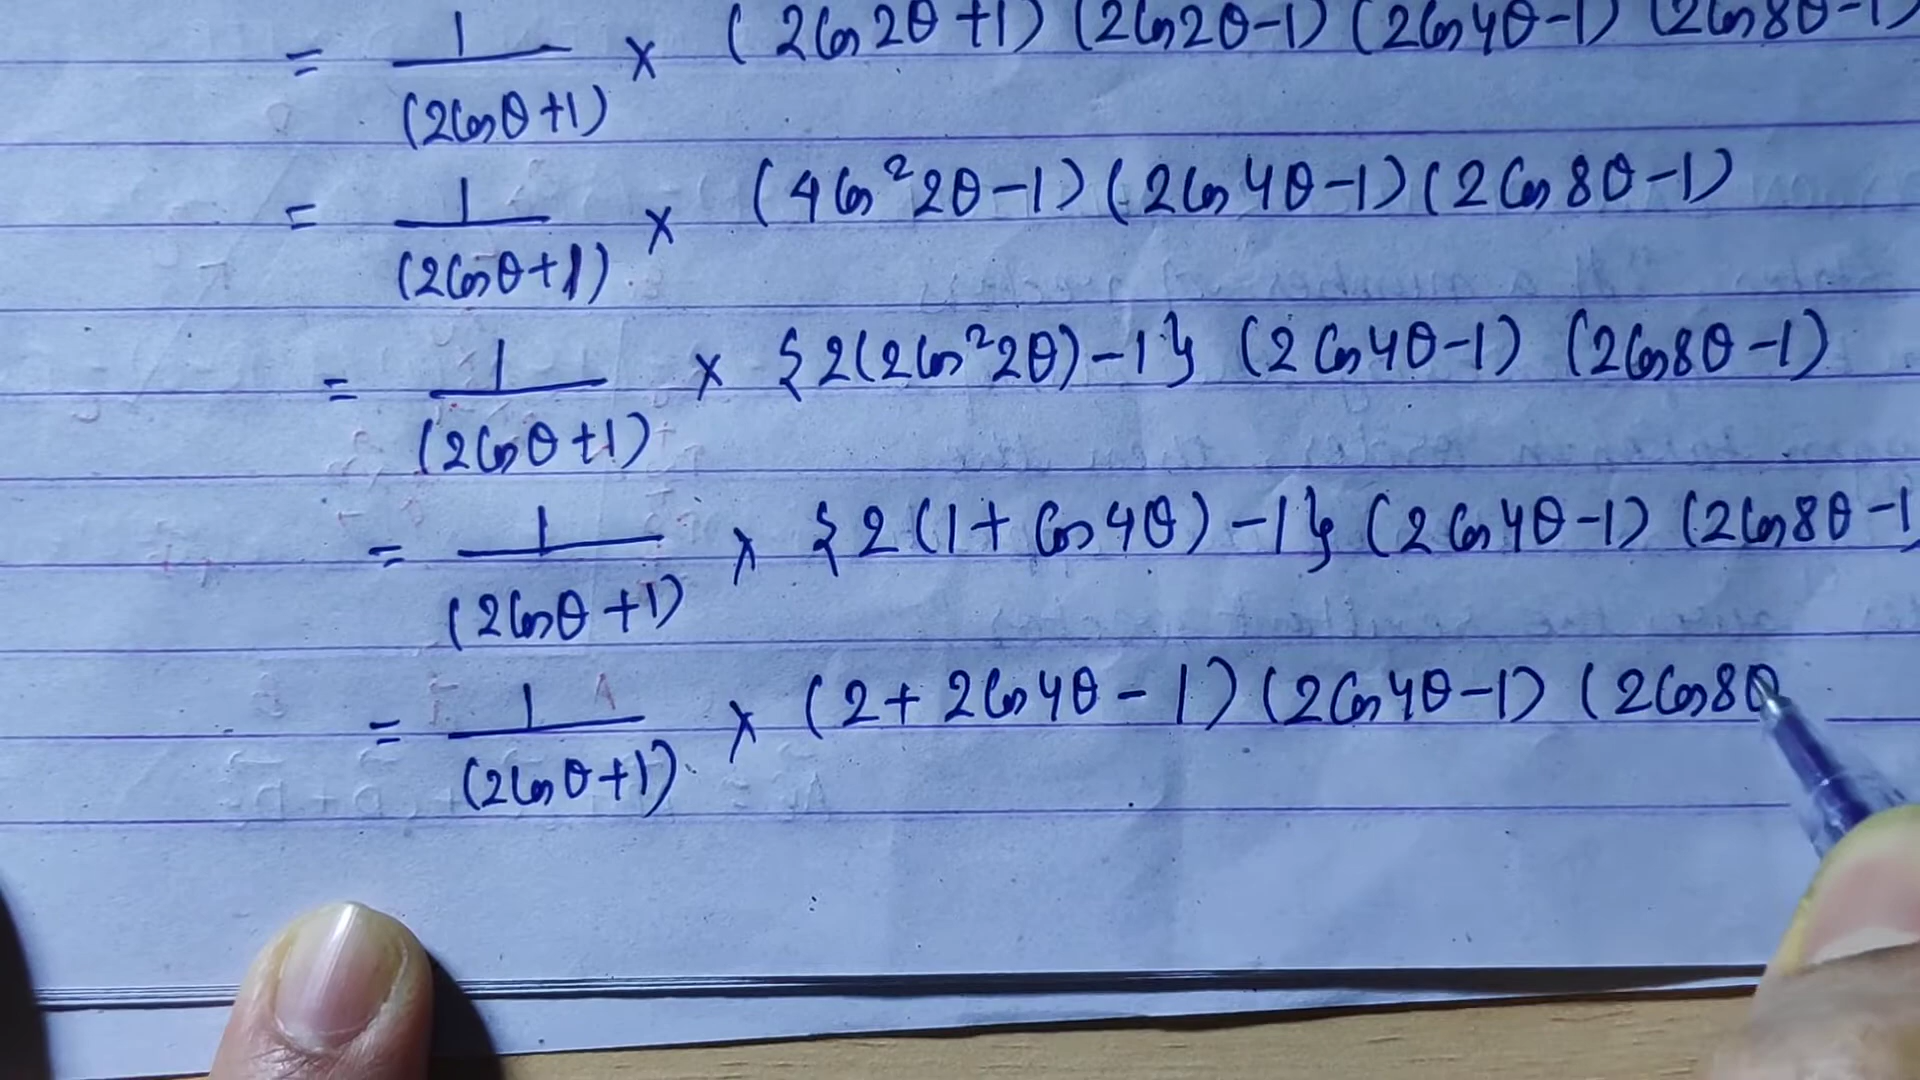 = 1/(2Cosθ+1) × (2Cos2θ+1) (2Cos2θ-1) (2Cos4θ-1) (2Cos8θ-1)
= 1/(2Cosθ+1) × (4Cos²2θ-1) (2Cos4θ-1) (2Cos8θ-1)
= 1/(2Cosθ+1) × {2(2Cos²2θ)-1} (2Cos4θ-1) (2Cos8θ-1)
= 1/(2Cosθ+1) × {2(1+Cos4θ)-1} (2Cos4θ-1) (2Cos8θ-1
= 1/(2Cosθ+1) × (2+2Cos4θ-1) (2Cos4θ-1) (2Cos8θ